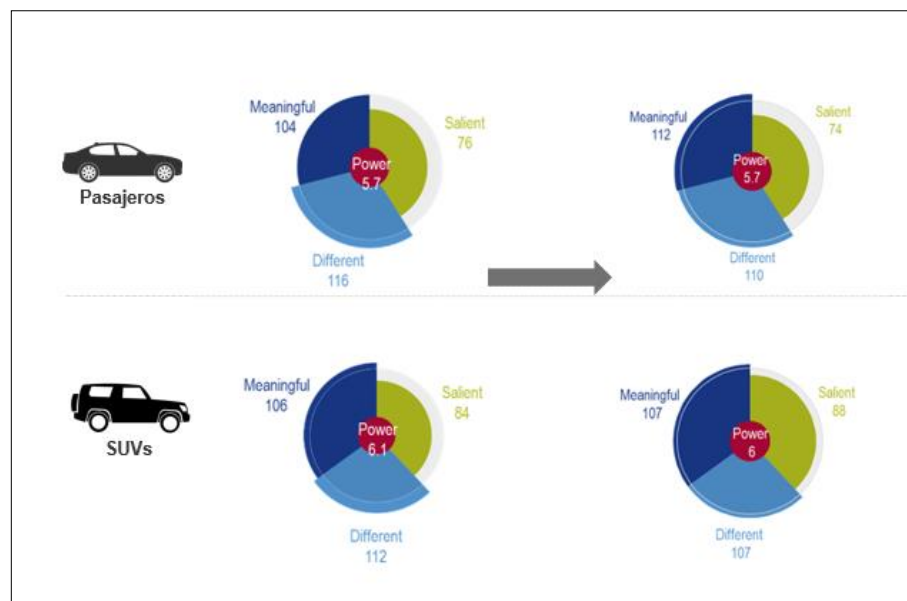 Meaningful
104
Salient
76
Power
5.7
Different
116
Pasajeros
Meaningful
112
Salient
74
Power
5.7
Different
110
Meaningful
106
Salient
84
Power
6.1
Different
112
SUVs
Meaningful
107
Salient
88
Power
6
Different
107